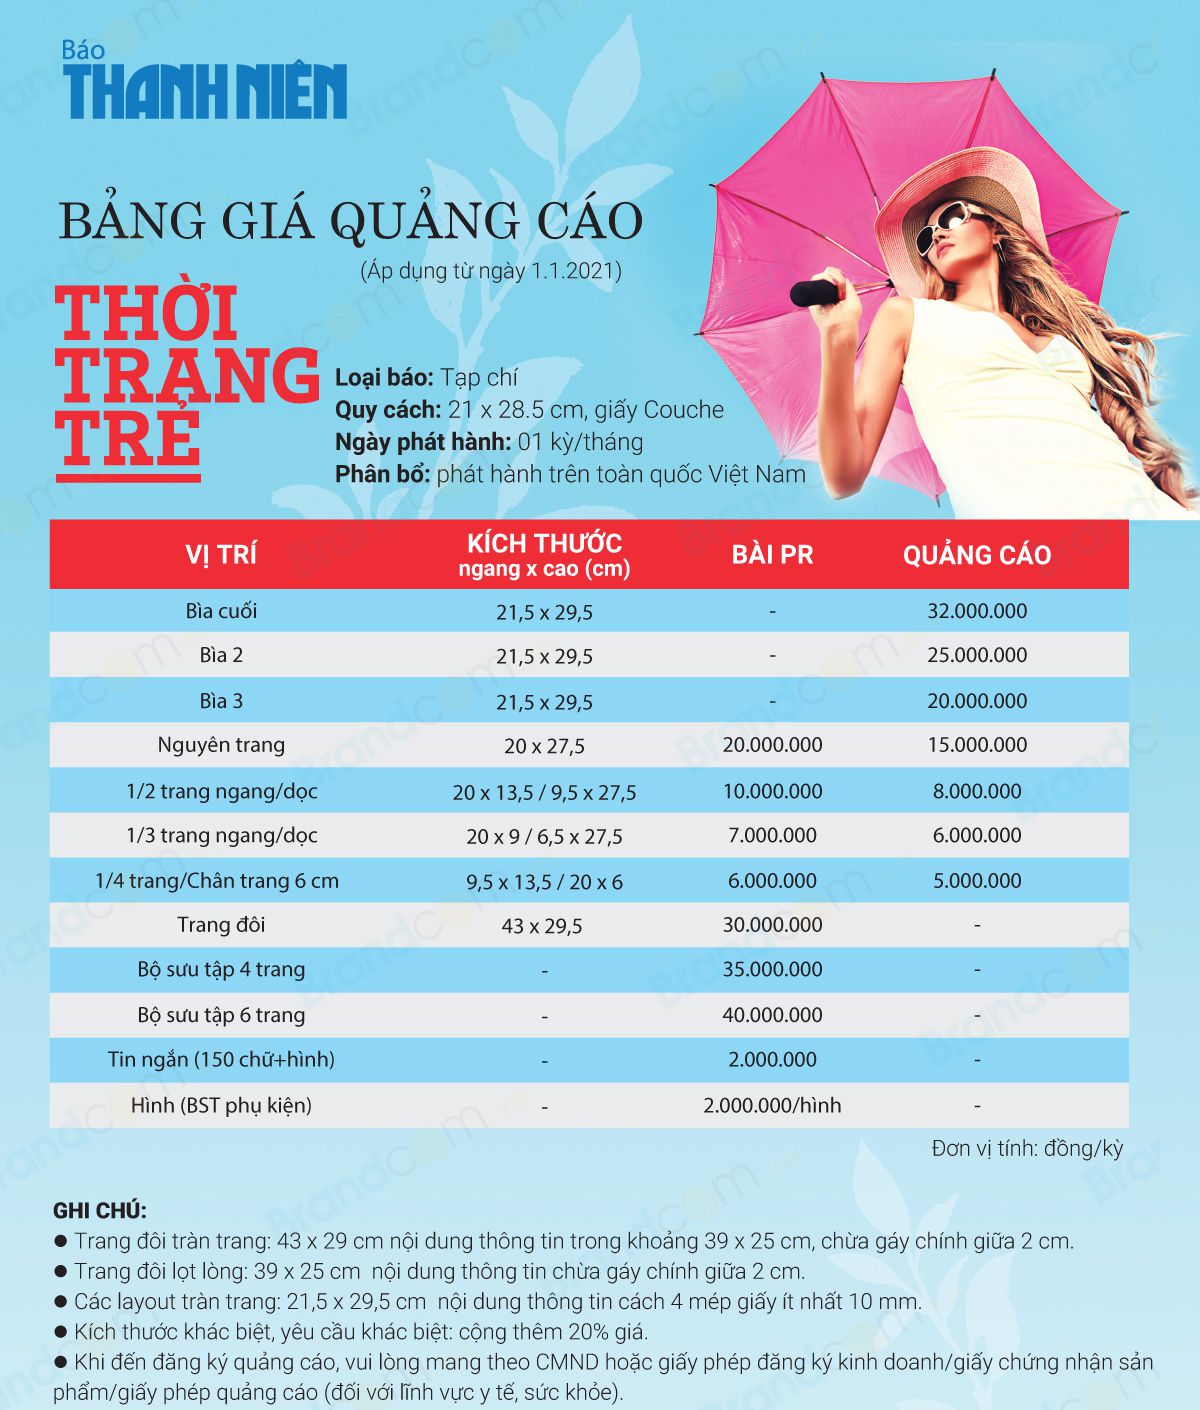 Báo
THANH NIÊN
BẢNG GIÁ QUẢNG CÁO
(Áp dụng từ ngày 1.1.2021)
THỜI
TRANG
TRẺ
Loại báo: Tạp chí
Quy cách: 21 x 28.5 cm, giấy Couche
Ngày phát hành: 01 kỳ/tháng
Phân bổ: phát hành trên toàn quốc Việt Nam
VỊ TRÍ KÍCH THƯỚC ngang x cao (cm) BÀI PR QUẢNG CÁO
Bìa cuối 21,5 x 29,5 - 32.000.000
Bìa 2 21,5 x 29,5 - 25.000.000
Bìa 3 21,5 x 29,5 - 20.000.000
Nguyên trang 20 x 27,5 20.000.000 15.000.000
1/2 trang ngang/dọc 20 x 13,5 / 9,5 x 27,5 10.000.000 8.000.000
1/3 trang ngang/dọc 20 x 9 / 6,5 x 27,5 7.000.000 6.000.000
1/4 trang/Chân trang 6 cm 9,5 x 13,5 / 20 x 6 6.000.000 5.000.000
Trang đôi 43 x 29,5 30.000.000 -
Bộ sưu tập 4 trang - 35.000.000 -
Bộ sưu tập 6 trang - 40.000.000 -
Tin ngắn (150 chữ+hình) - 2.000.000 -
Hình (BST phụ kiện) - 2.000.000/hình -
Đơn vị tính: đồng/kỳ
GHI CHÚ:
● Trang đôi tràn trang: 43 x 29 cm nội dung thông tin trong khoảng 39 x 25 cm, chừa gáy chính giữa 2 cm.
● Trang đôi lọt lòng: 39 x 25 cm nội dung thông tin chừa gáy chính giữa 2 cm.
● Các layout tràn trang: 21,5 x 29,5 cm nội dung thông tin cách 4 mép giấy ít nhất 10 mm.
● Kích thước khác biệt, yêu cầu khác biệt: cộng thêm 20% giá.
● Khi đến đăng ký quảng cáo, vui lòng mang theo CMND hoặc giấy phép đăng ký kinh doanh/giấy chứng nhận sản
phẩm/giấy phép quảng cáo (đối với lĩnh vực y tế, sức khỏe).